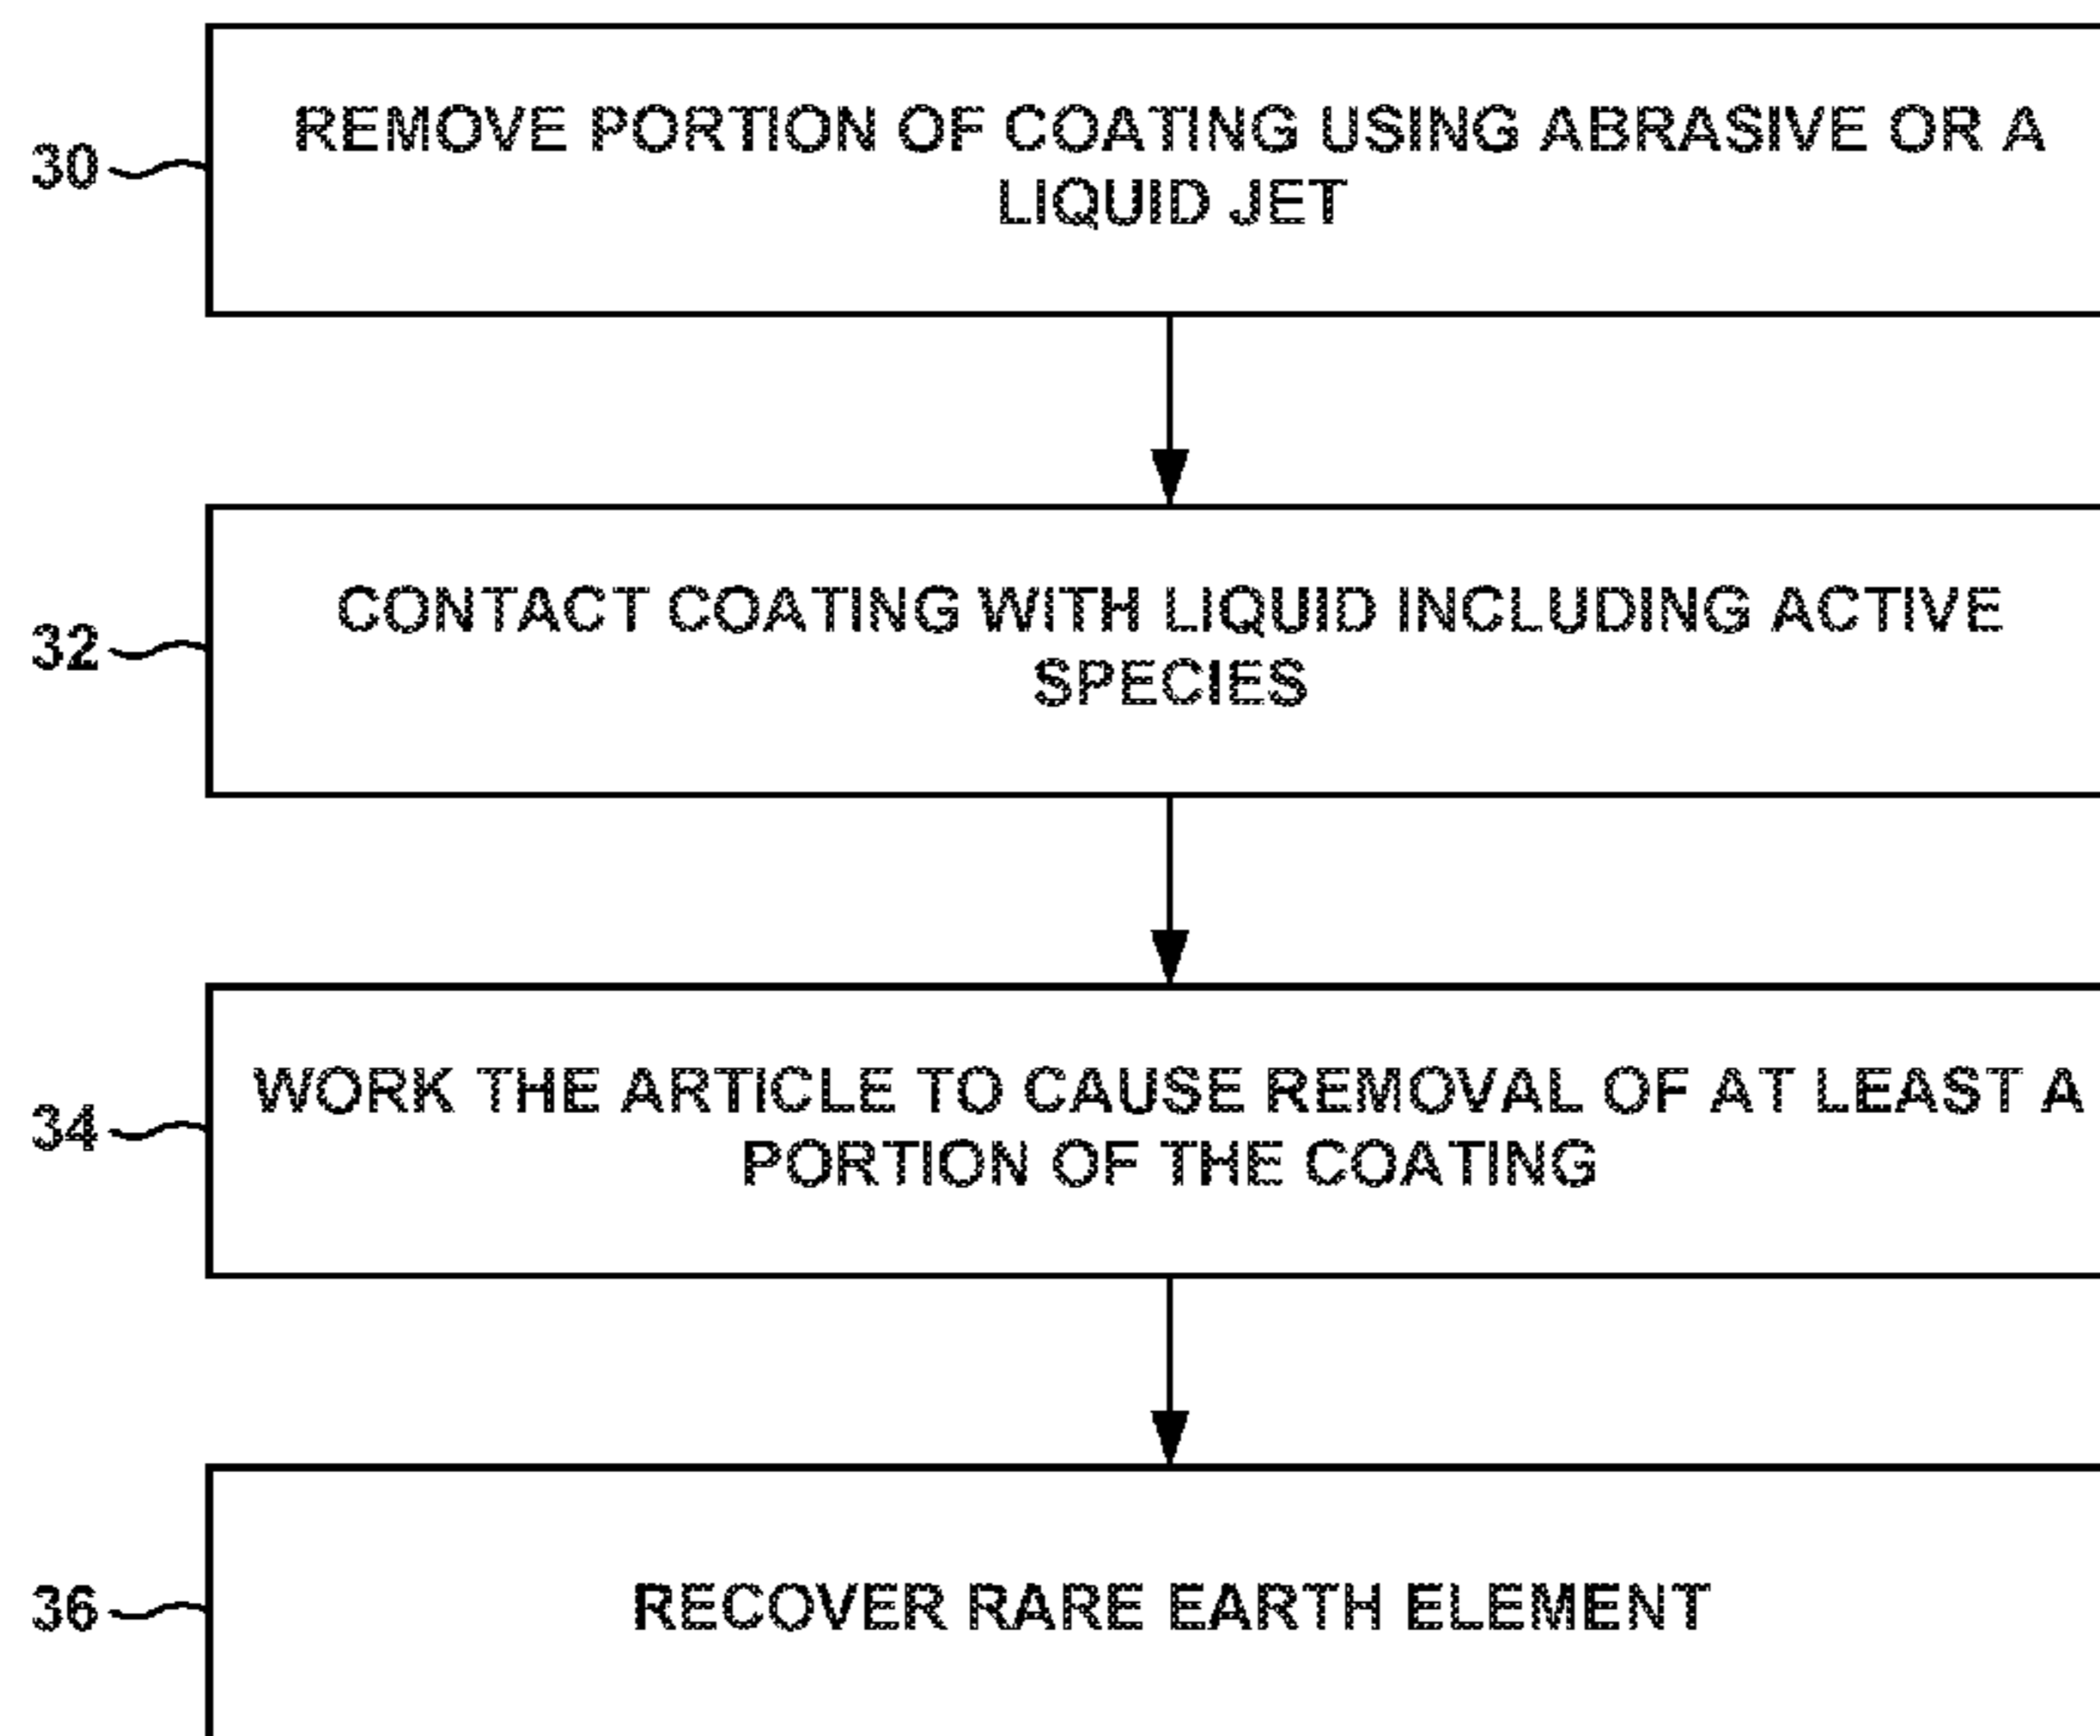 30
REMOVE PORTION OF COATING USING ABRASIVE OR A
LIQUID JET
32
CONTACT COATING WITH LIQUID INCLUDING ACTIVE
SPECIES
34
WORK THE ARTICLE TO CAUSE REMOVAL OF AT LEAST A
PORTION OF THE COATING
36
RECOVER RARE EARTH ELEMENT